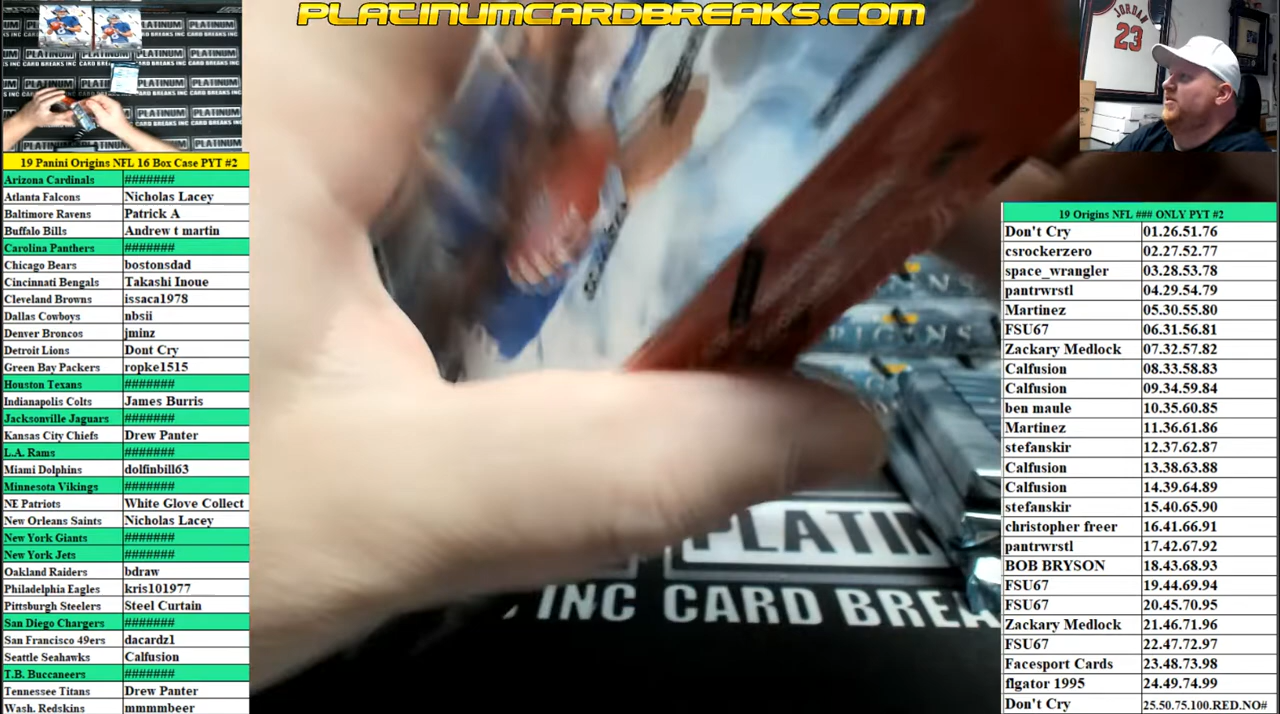 PLATINUMCARDBREAKS.COM
JORDAN
23
19 Panini Origins NFL 16 Box Case PYT #2
Arizona Cardinals #######
Atlanta Falcons Nicholas Lacey
Baltimore Ravens Patrick A
Buffalo Bills Andrew t martin
Carolina Panthers #######
Chicago Bears bostonsdad
Cincinnati Bengals Takashi Inoue
Cleveland Browns issaca1978
Dallas Cowboys nbsii
Denver Broncos jminz
Detroit Lions Dont Cry
Green Bay Packers ropke1515
Houston Texans #######
Indianapolis Colts James Burris
Jacksonville Jaguars #######
Kansas City Chiefs Drew Panter
L.A. Rams #######
Miami Dolphins dolfinbill63
Minnesota Vikings #######
NE Patriots White Glove Collect
New Orleans Saints Nicholas Lacey
New York Giants #######
New York Jets #######
Oakland Raiders bdraw
Philadelphia Eagles kris101977
Pittsburgh Steelers Steel Curtain
San Diego Chargers #######
San Francisco 49ers dacardz1
Seattle Seahawks Calfusion
T.B. Buccaneers #######
Tennessee Titans Drew Panter
Wash. Redskins mmmmbeer
PLATIN
INC CARD BREA
19 Origins NFL ### ONLY PYT #2
Don't Cry 01.26.51.76
csrockerzero 02.27.52.77
space_wrangler 03.28.53.78
pantrwrstl 04.29.54.79
Martinez 05.30.55.80
FSU67 06.31.56.81
Zackary Medlock 07.32.57.82
Calfusion 08.33.58.83
Calfusion 09.34.59.84
ben maule 10.35.60.85
Martinez 11.36.61.86
stefanskir 12.37.62.87
Calfusion 13.38.63.88
Calfusion 14.39.64.89
stefanskir 15.40.65.90
christopher freer 16.41.66.91
pantrwrstl 17.42.67.92
BOB BRYSON 18.43.68.93
FSU67 19.44.69.94
FSU67 20.45.70.95
Zackary Medlock 21.46.71.96
FSU67 22.47.72.97
Facesport Cards 23.48.73.98
flgator 1995 24.49.74.99
Don't Cry 25.50.75.100.RED.NO#